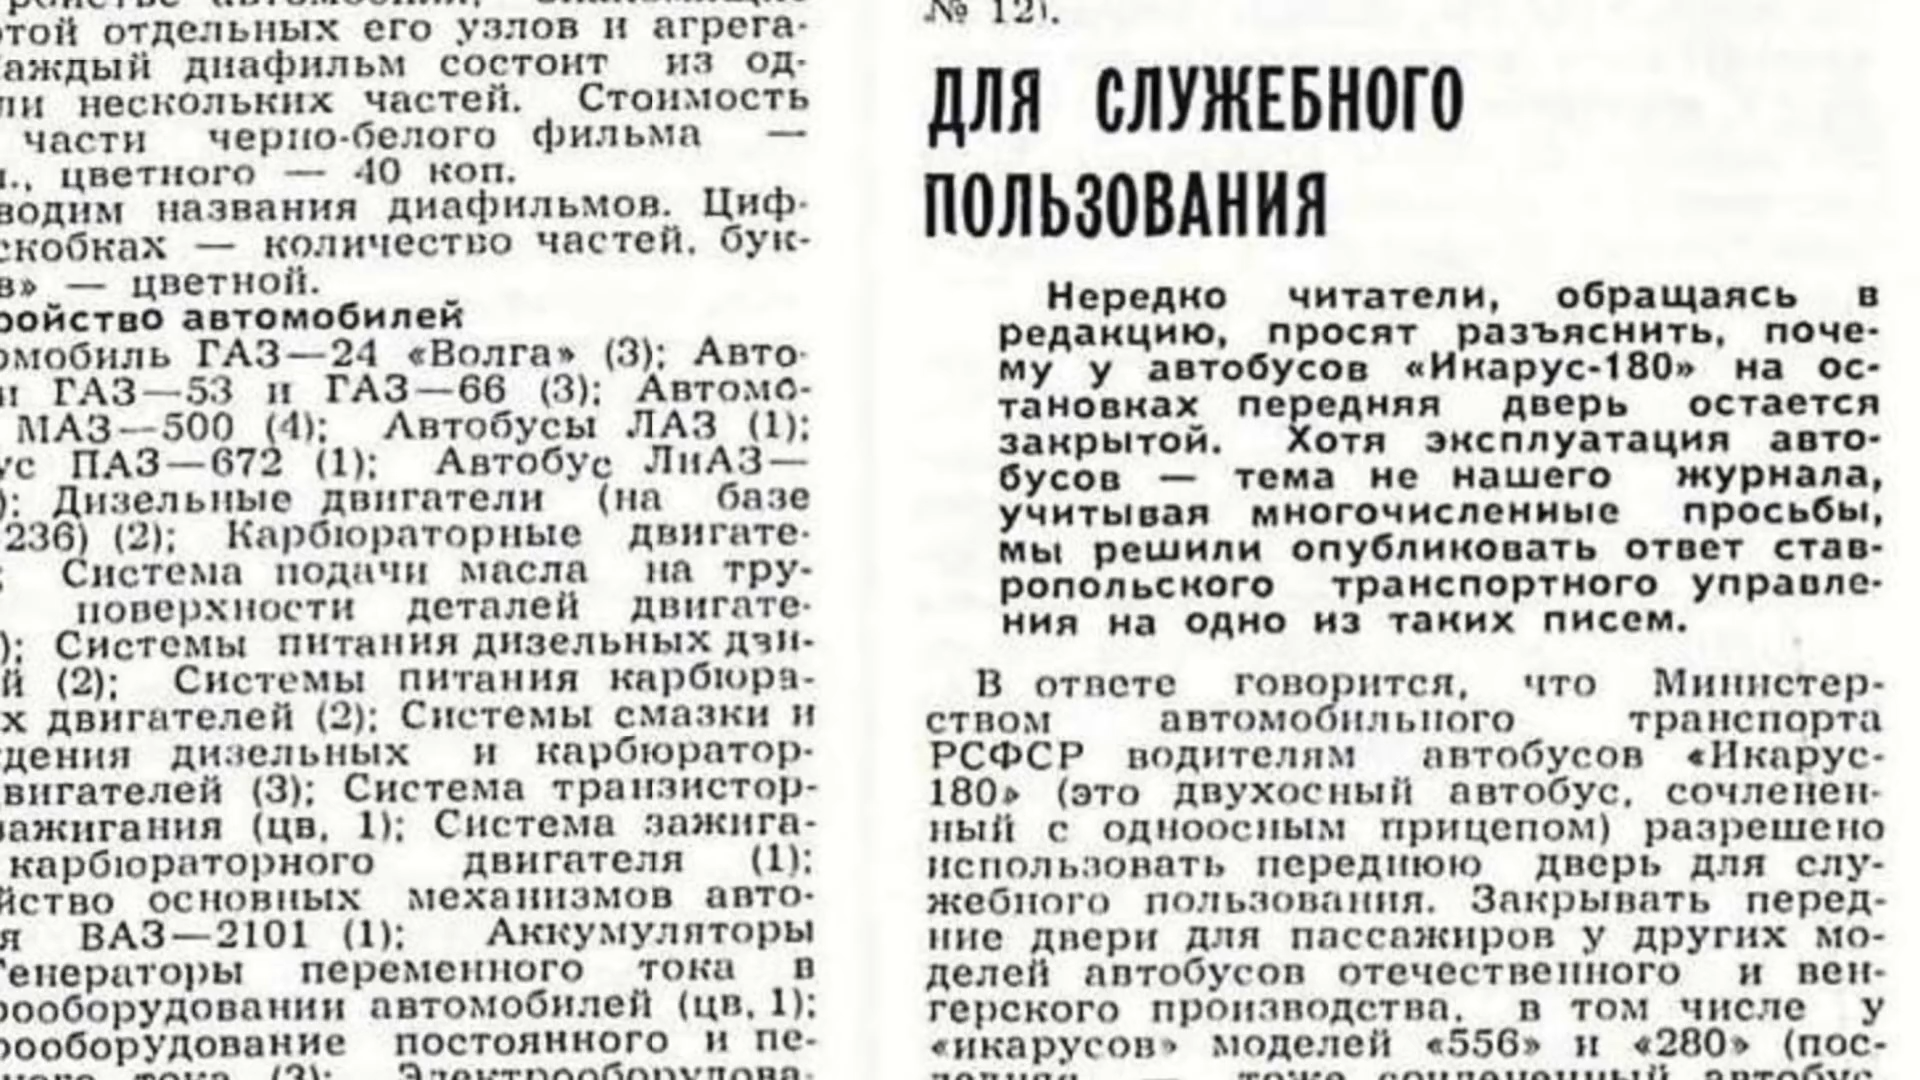 той отдельных его узлов и агрега-
аждый диафильм состоит из од-
ли нескольких частей. Стоимость
части черно-белого фильма —
цветного — 40 коп.
водим названия диафильмов. Циф-
скобках — количество частей, бук-
в» — цветной.
ройство автомобилей
омобиль ГАЗ—24 «Волга» (3); Авто-
и ГАЗ—53 и ГАЗ—66 (3); Автомо-
МАЗ—500 (4); Автобусы ЛАЗ (1);
ус ПАЗ—672 (1); Автобус ЛиАЗ—
); Дизельные двигатели (на базе
236) (2); Карбюраторные двигате-
; Система подачи масла на тру-
поверхности деталей двигате-
); Системы питания дизельных дви-
й (2); Системы питания карбюра-
х двигателей (2); Системы смазки и
дения дизельных и карбюратор-
вигателей (3); Система транзистор-
зажигания (цв. 1); Система зажига-
карбюраторного двигателя (1);
йство основных механизмов авто-
я ВАЗ—2101 (1); Аккумуляторы
Генераторы переменного тока в
рооборудовании автомобилей (цв. 1);
рооборудование постоянного и пе-
тока (3); Электрооборудова-
№ 12).
ДЛЯ СЛУЖЕБНОГО
ПОЛЬЗОВАНИЯ
Нередко читатели, обращаясь в
редакцию, просят разъяснить, поче-
му у автобусов «Икарус-180» на ос-
тановках передняя дверь остается
закрытой. Хотя эксплуатация авто-
бусов — тема не нашего журнала,
учитывая многочисленные просьбы,
мы решили опубликовать ответ став-
ропольского транспортного управле-
ния на одно из таких писем.
В ответе говорится, что Министер-
ством автомобильного транспорта
РСФСР водителям автобусов «Икарус-
180» (это двухосный автобус, сочленен-
ный с одноосным прицепом) разрешено
использовать переднюю дверь для слу-
жебного пользования. Закрывать перед-
ние двери для пассажиров у других мо-
делей автобусов отечественного и вен-
герского производства, в том числе у
«икарусов» моделей «556» и «280» (пос-
ледняя — тоже сочлененный автобус,